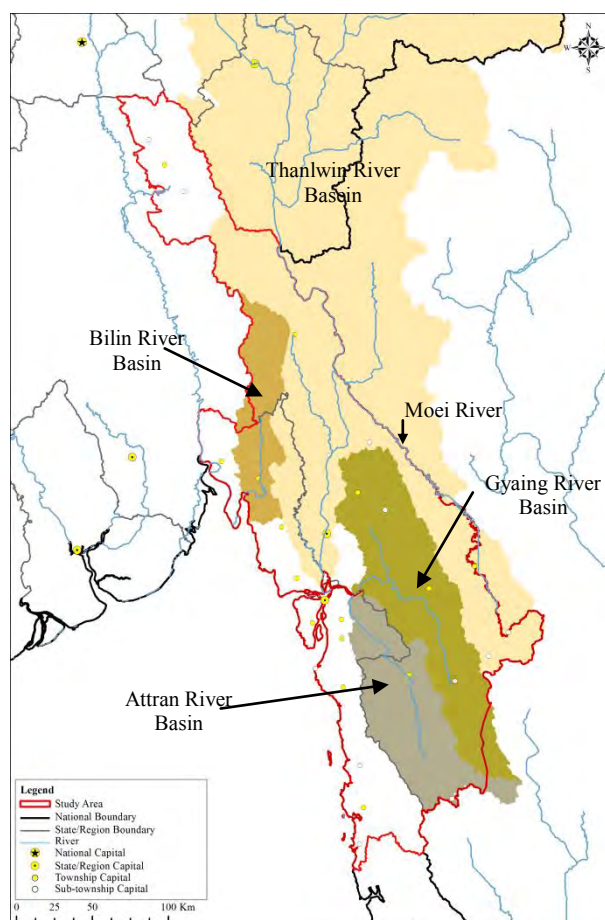 N
W
E
S
Thanlwin River
Basein
Bilin River
Basin
Moei River
Gyaing River
Basin
Attran River
Basin
Legend
Study Area
National Boundary
State/Region Boundary
River
National Capital
State/Region Capital
Township Capital
Sub-township Capital
0 25 50 100 Km